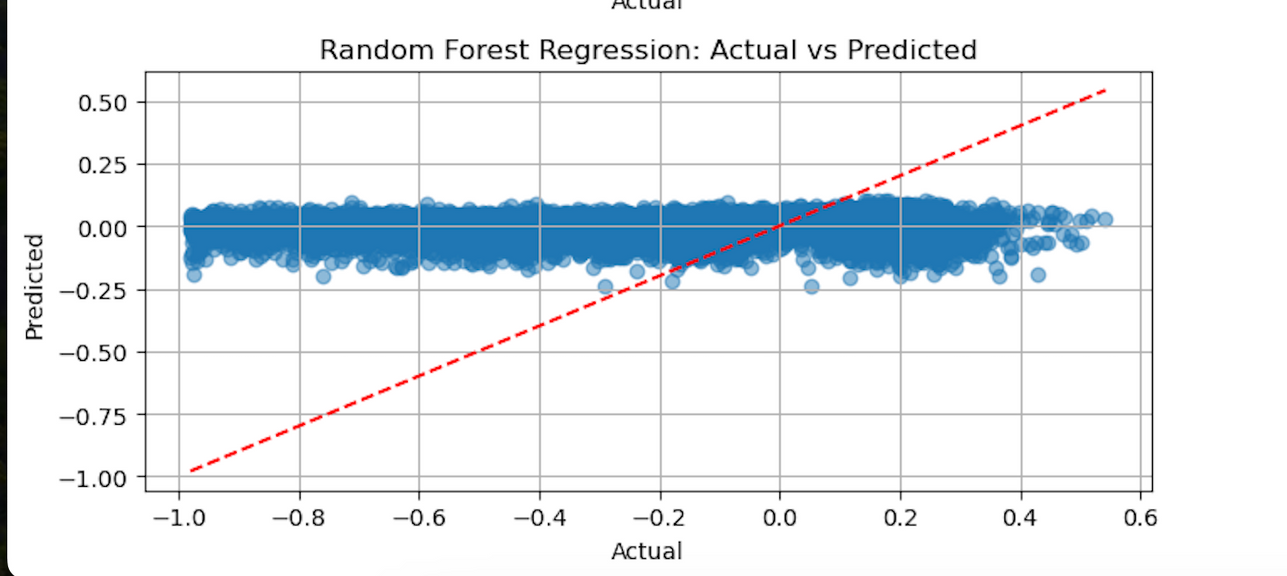 Actual
Random Forest Regression: Actual vs Predicted
0.50
0.25
0.00
−0.25
−0.50
−0.75
−1.00
Predicted
−1.0 −0.8 −0.6 −0.4 −0.2 0.0 0.2 0.4 0.6
Actual